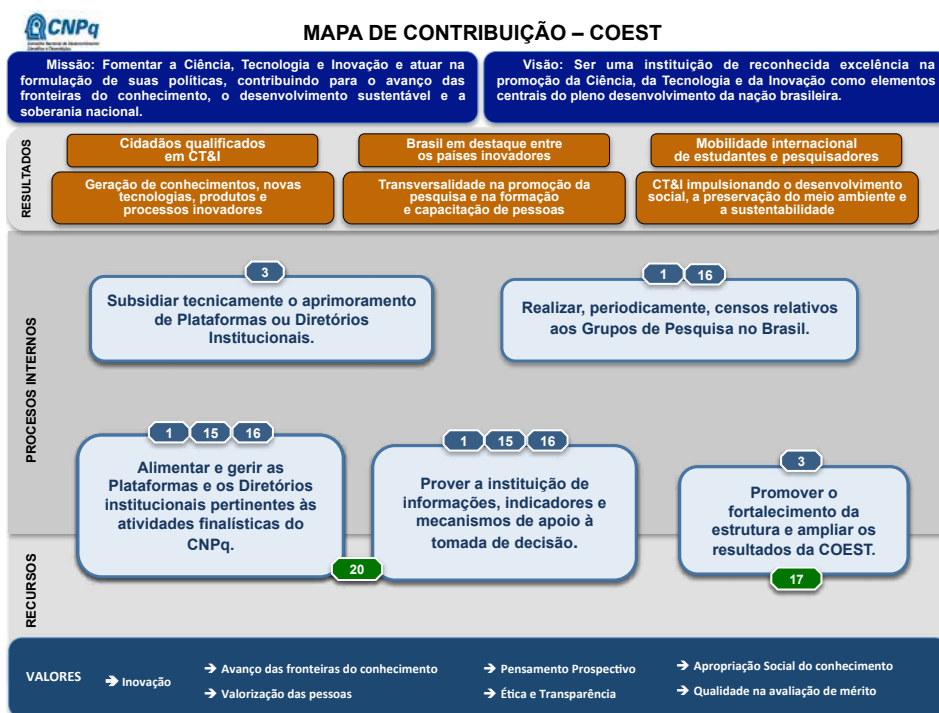 CNPq
Conselho Nacional de Desenvolvimento
Científico e Tecnológico
MAPA DE CONTRIBUIÇÃO – COEST
Missão: Fomentar a Ciência, Tecnologia e Inovação e atuar na
formulação de suas políticas, contribuindo para o avanço das
fronteiras do conhecimento, o desenvolvimento sustentável e a
soberania nacional.
Visão: Ser uma instituição de reconhecida excelência na
promoção da Ciência, da Tecnologia e da Inovação como elementos
centrais do pleno desenvolvimento da nação brasileira.
RESULTADOS
Cidadãos qualificados
em CT&I
Brasil em destaque entre
os países inovadores
Mobilidade internacional
de estudantes e pesquisadores
Geração de conhecimentos, novas
tecnologias, produtos e
processos inovadores
Transversalidade na promoção da
pesquisa e na formação
e capacitação de pessoas
CT&I impulsionando o desenvolvimento
social, a preservação do meio ambiente e
a sustentabilidade
PROCESOS INTERNOS
3
Subsidiar tecnicamente o aprimoramento
de Plataformas ou Diretórios
Institucionais.
1 16
Realizar, periodicamente, censos relativos
aos Grupos de Pesquisa no Brasil.
1 15 16
Alimentar e gerir as
Plataformas e os Diretórios
institucionais pertinentes às
atividades finalísticas do
CNPq.
1 15 16
Prover a instituição de
informações, indicadores e
mecanismos de apoio à
tomada de decisão.
3
Promover o
fortalecimento da
estrutura e ampliar os
resultados da COEST.
RECURSOS
20
17
VALORES
➔ Inovação
➔ Avanço das fronteiras do conhecimento
➔ Valorização das pessoas
➔ Pensamento Prospectivo
➔ Ética e Transparência
➔ Apropriação Social do conhecimento
➔ Qualidade na avaliação de mérito